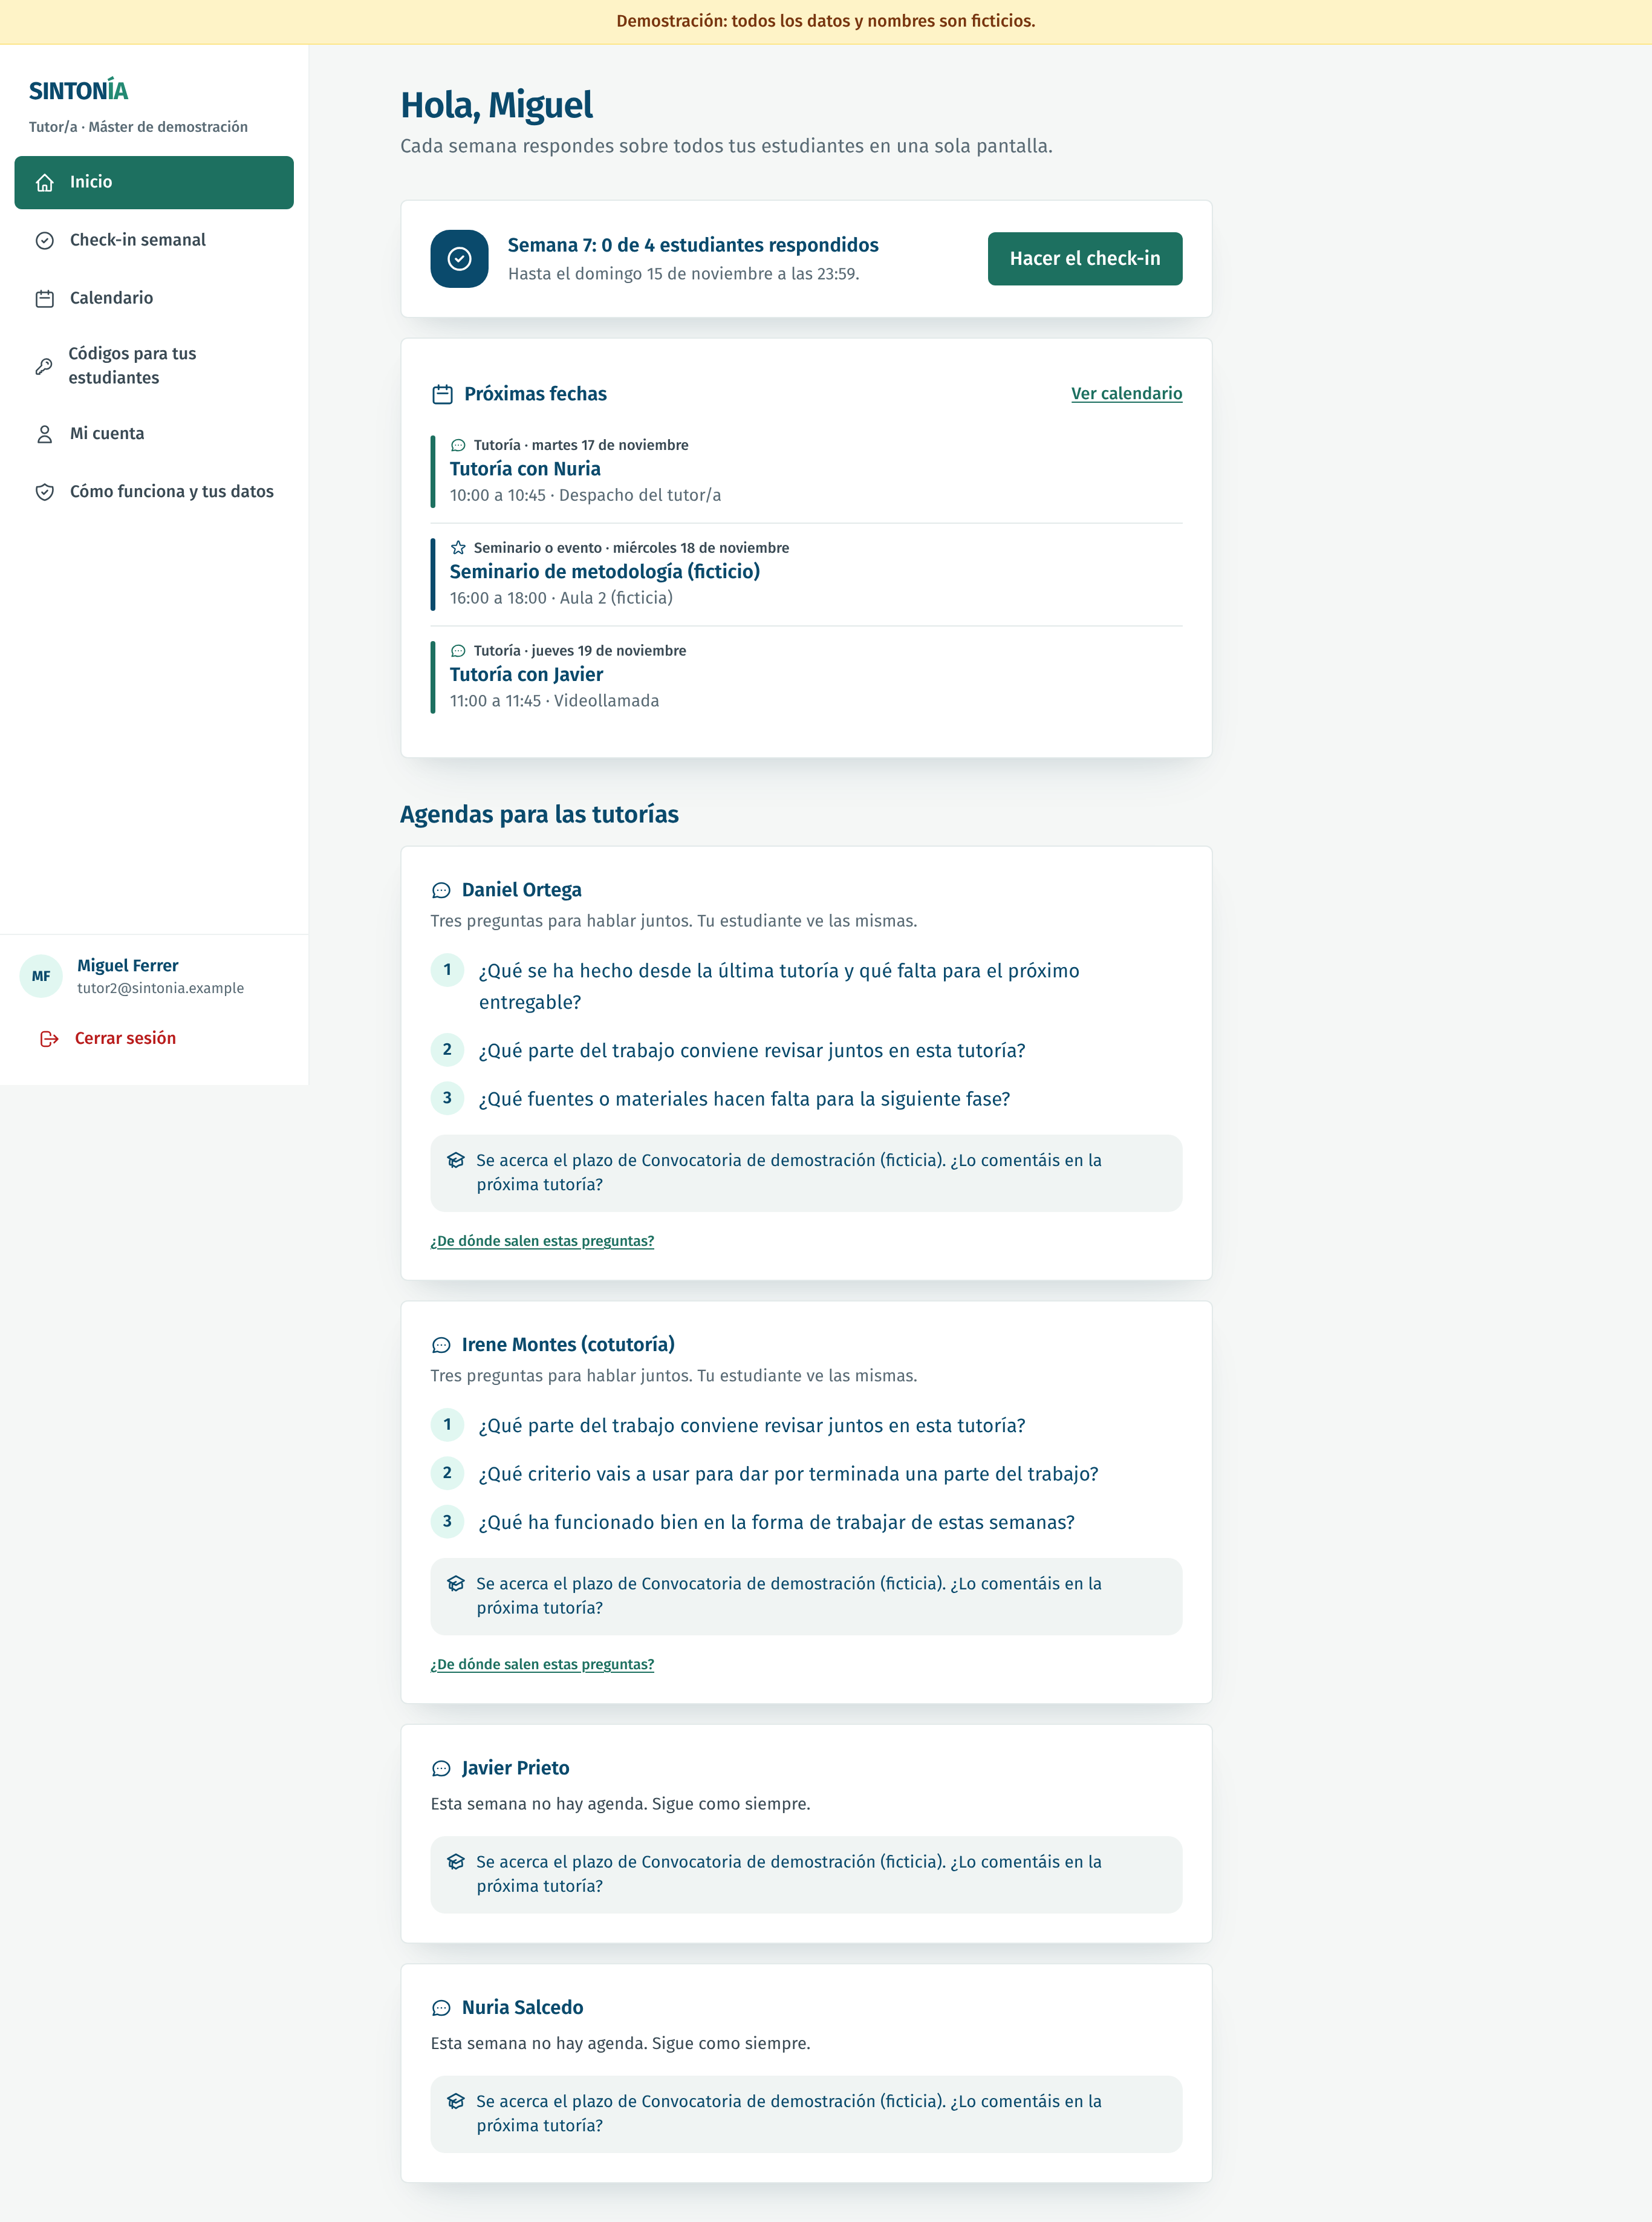 Demostración: todos los datos y nombres son ficticios.
SINTONÍA
Tutor/a · Máster de demostración
Inicio
Check-in semanal
Calendario
Códigos para tus
estudiantes
Mi cuenta
Cómo funciona y tus datos
MF
Miguel Ferrer
tutor2@sintonia.example
Cerrar sesión
Hola, Miguel
Cada semana respondes sobre todos tus estudiantes en una sola pantalla.
Semana 7: 0 de 4 estudiantes respondidos
Hasta el domingo 15 de noviembre a las 23:59.
Hacer el check-in
Próximas fechas
Ver calendario
Tutoría · martes 17 de noviembre
Tutoría con Nuria
10:00 a 10:45 · Despacho del tutor/a
Seminario o evento · miércoles 18 de noviembre
Seminario de metodología (ficticio)
16:00 a 18:00 · Aula 2 (ficticia)
Tutoría · jueves 19 de noviembre
Tutoría con Javier
11:00 a 11:45 · Videollamada
Agendas para las tutorías
Daniel Ortega
Tres preguntas para hablar juntos. Tu estudiante ve las mismas.
1 ¿Qué se ha hecho desde la última tutoría y qué falta para el próximo
entregable?
2 ¿Qué parte del trabajo conviene revisar juntos en esta tutoría?
3 ¿Qué fuentes o materiales hacen falta para la siguiente fase?
Se acerca el plazo de Convocatoria de demostración (ficticia). ¿Lo comentáis en la
próxima tutoría?
¿De dónde salen estas preguntas?
Irene Montes (cotutoría)
Tres preguntas para hablar juntos. Tu estudiante ve las mismas.
1 ¿Qué parte del trabajo conviene revisar juntos en esta tutoría?
2 ¿Qué criterio vais a usar para dar por terminada una parte del trabajo?
3 ¿Qué ha funcionado bien en la forma de trabajar de estas semanas?
Se acerca el plazo de Convocatoria de demostración (ficticia). ¿Lo comentáis en la
próxima tutoría?
¿De dónde salen estas preguntas?
Javier Prieto
Esta semana no hay agenda. Sigue como siempre.
Se acerca el plazo de Convocatoria de demostración (ficticia). ¿Lo comentáis en la
próxima tutoría?
Nuria Salcedo
Esta semana no hay agenda. Sigue como siempre.
Se acerca el plazo de Convocatoria de demostración (ficticia). ¿Lo comentáis en la
próxima tutoría?